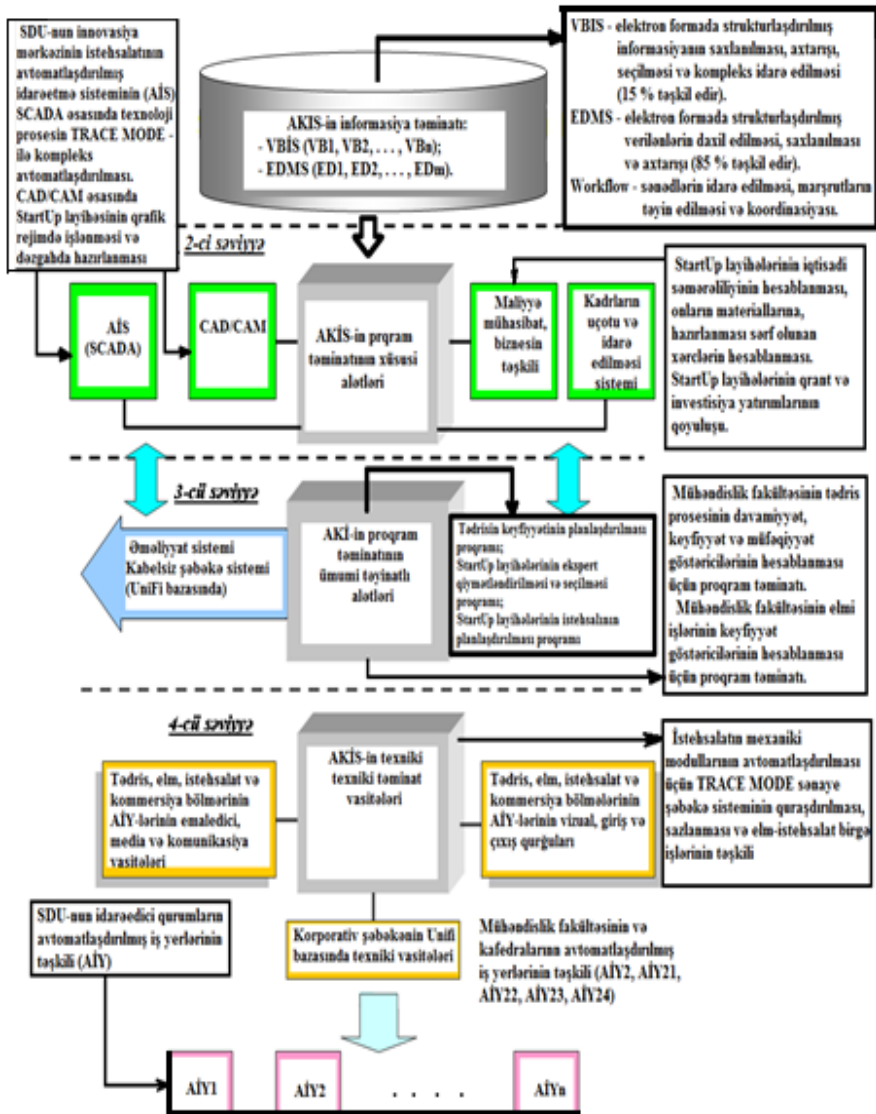 SDU-nun innovasiya
mərkəzinin istehsalatının
avtomatlaşdırılmış
idarəetmə sisteminin (AİS)
SCADA əsasında texnoloji
prosesin TRACE MODE -
ilə kompleks
avtomatlaşdırılması.
CAD/CAM əsasında
StartUp layihəsinin qrafik
rejimdə işlənməsi və
dəzgahda hazırlanması
AKIS-in informasiya təminatı:
- VBİS (VB1, VB2, . . . , VBn);
- EDMS (ED1, ED2, . . . , EDm).
VBIS - elektron formada strukturlaşdırılmış
informasiyanın saxlanılması, axtarışı,
seçilməsi və kompleks idarə edilməsi
(15 % təşkil edir).
EDMS - elektron formada strukturlaşdırılmış
verilənlərin daxil edilməsi, saxlanılması
və axtarışı (85 % təşkil edir).
Workflow - sənədlərin idarə edilməsi, marşrutların
təyin edilməsi və koordinasiyası.
2-ci səviyyə
AİS
(SCADA)
CAD/CAM
AKİS-in prqram
təminatının xüsusi
alətləri
Maliyyə
mühasibat,
biznesin
təşkili
Kadrların
uçotu və
idarə
edilməsi
sistemi
StartUp layihələrinin iqtisadi
səmərəliliyinin hesablanması,
onların materiallarına,
hazırlanması sərf olunan
xərclərin hesablanması.
StartUp layihələrinin qrant və
investisiya yatırımlarının
qoyuluşu.
3-cü səviyyə
Əməliyyat sistemi
Kabelsiz şəbəkə sistemi
(UniFi bazasında)
AKİ-in proqram
təminatının
ümumi təyinatlı
alətləri
Tədrisin keyfiyyətinin planlaşdırılması
proqramı;
StartUp layihələrinin ekspert
qiymətləndirilməsi və seçilməsi
proqramı;
StartUp layihələrinin istehsalının
planlaşdırılması proqramı
Mühəndislik fakültəsinin tədris
prosesinin davamiyyət,
keyfiyyət və müfəqiyyət
göstəricilərinin hesablanması
üçün proqram təminatı.
Mühəndislik fakültəsinin elmi
işlərinin keyfiyyət
göstəricilərinin hesablanması
üçün proqram təminatı.
4-cü səviyyə
Tədris, elm, istehsalat və
kommersiya bölmərinin
AİY-lərinin emaledici,
media və komunikasiya
vasitələri
AKİS-in texniki
texniki təminat
vasitələri
Tədris, elm, istehsalat və
kommersiya bölmələrinin
AİY-lərinin vizual, giriş və
çıxış qurğuları
İstehsalatın mexaniki
modullarının avtomatlaşdırılması
üçün TRACE MODE sənaye
şəbəkə sisteminin quraşdırılması,
sazlanması və elm-istehsalat birgə
işlərinin təşkili
SDU-nun idarəedici qurumların
avtomatlaşdırılmış iş yerlərinin
təşkili (AİY)
Korporativ şəbəkənin Unifi
bazasında texniki vasitələri
Mühəndislik fakültəsinin və
kafedraların avtomatlaşdırılmış
iş yerlərinin təşkili (AİY2, AİY21,
AİY22, AİY23, AİY24)
AİY1
AİY2
. . . .
AİYn